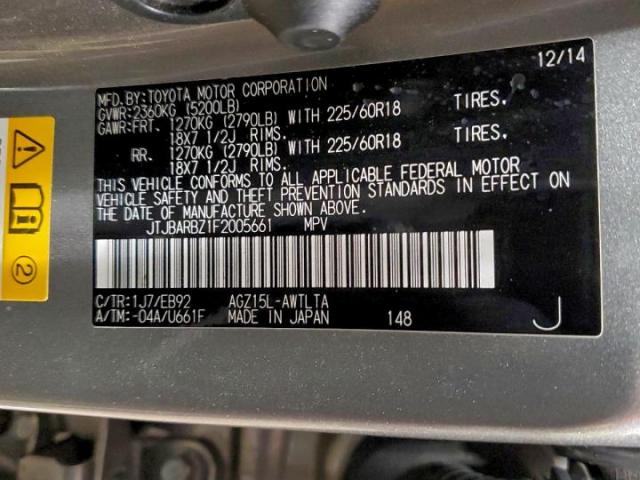 12/14
MFD.BY:TOYOTA MOTOR CORPORATION
GVWR:2360KG (5200LB)
GAWR:FRT. 1270KG (2790LB) WITH 225/60R18 TIRES.
18X7 1/2J RIMS.
RR. 1270KG (2790LB) WITH 225/60R18 TIRES.
18X7 1/2J RIMS.
THIS VEHICLE CONFORMS TO ALL APPLICABLE FEDERAL MOTOR
VEHICLE SAFETY AND THEFT PREVENTION STANDARDS IN EFFECT ON
THE DATE OF MANUFACTURE SHOWN ABOVE.
JTJBARBZ1F2005661 MPV
C/TR:1J7/EB92 AGZ15L-AWTLTA
A/TM:-04A/U661F MADE IN JAPAN 148 J
2